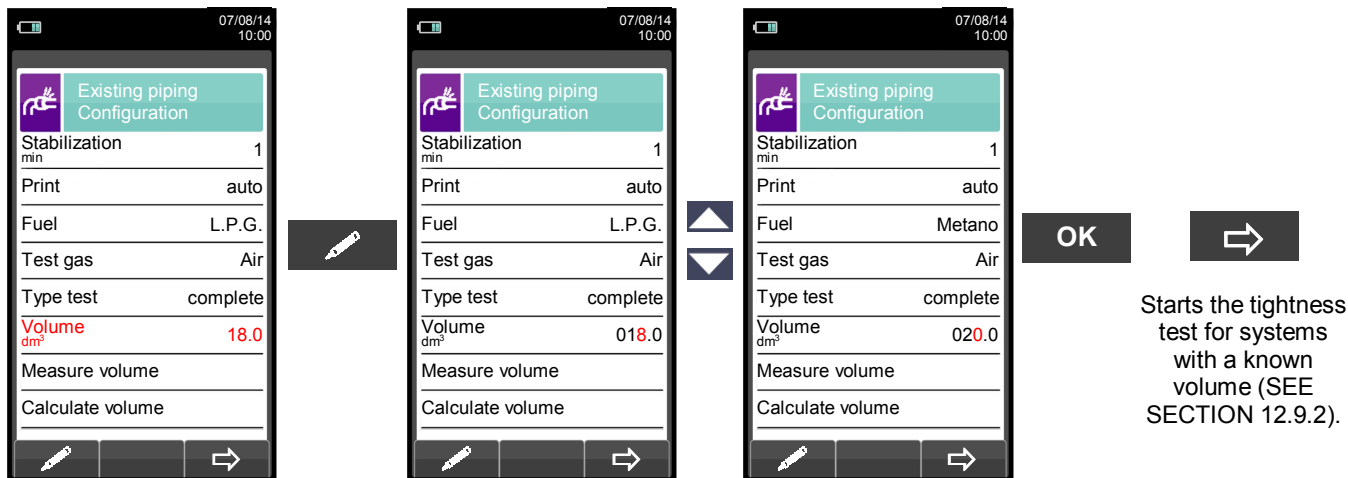 07/08/14
10:00
Existing piping
Configuration
Stabilization
min
1
Print auto
Fuel L.P.G.
Test gas Air
Type test complete
Volume
dm³
18.0
Measure volume
Calculate volume
07/08/14
10:00
Existing piping
Configuration
Stabilization
min
1
Print auto
Fuel L.P.G.
Test gas Air
Type test complete
Volume
dm³
018.0
Measure volume
Calculate volume
07/08/14
10:00
Existing piping
Configuration
Stabilization
min
1
Print auto
Fuel Metano
Test gas Air
Type test complete
Volume
dm³
020.0
Measure volume
Calculate volume
OK
Starts the tightness
test for systems
with a known
volume (SEE
SECTION 12.9.2).